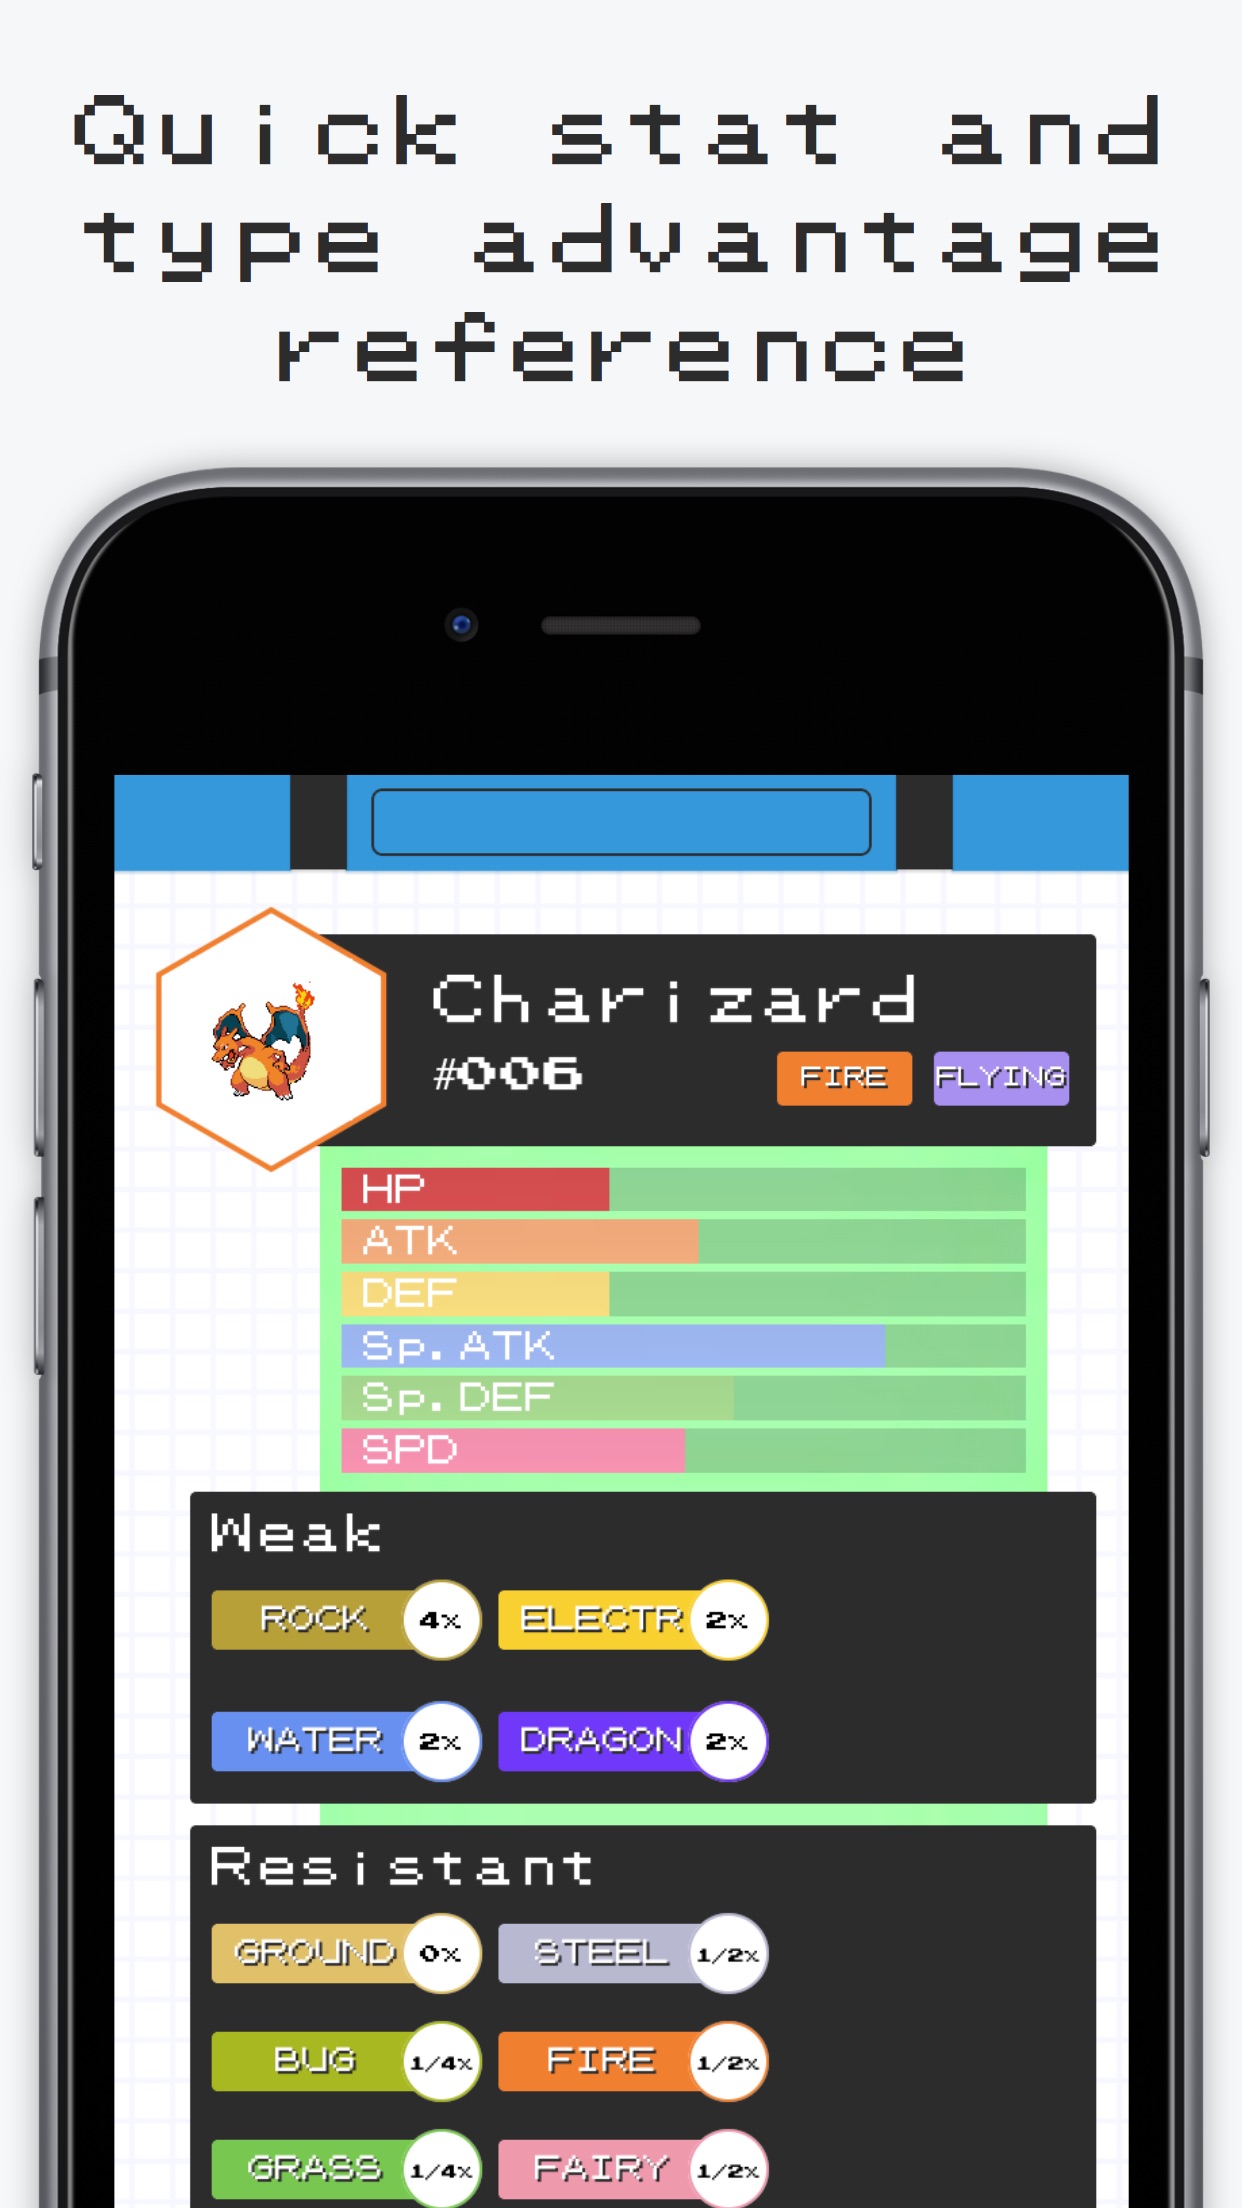 Quick stat and
type advantage
reference
Charizard
#006
FIRE FLYING
HP
ATK
DEF
Sp. ATK
Sp. DEF
SPD
Weak
ROCK 4x ELECTR 2x
WATER 2x DRAGON 2x
Resistant
GROUND 0x STEEL 1/2x
BUG 1/4x FIRE 1/2x
GRASS 1/4x FAIRY 1/2x